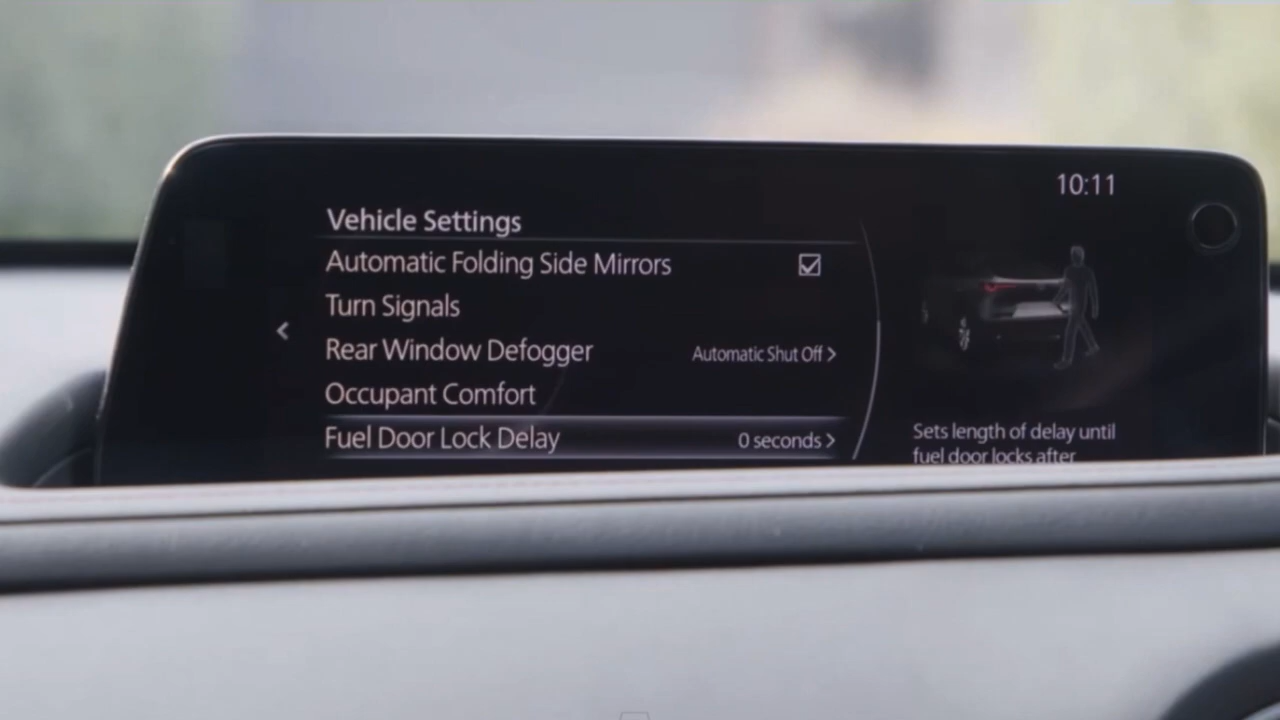 10:11
Vehicle Settings
Automatic Folding Side Mirrors
Turn Signals
Rear Window Defogger Automatic Shut Off >
Occupant Comfort
Fuel Door Lock Delay 0 seconds >
Sets length of delay until
fuel door locks after